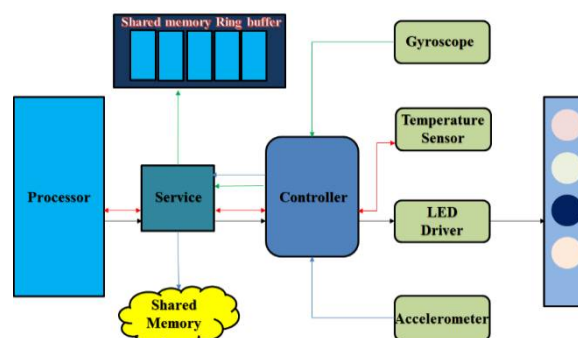 Shared memory Ring buffer
Gyroscope
Temperature
Sensor
Processor
Service
Controller
LED
Driver
Shared
Memory
Accelerometer